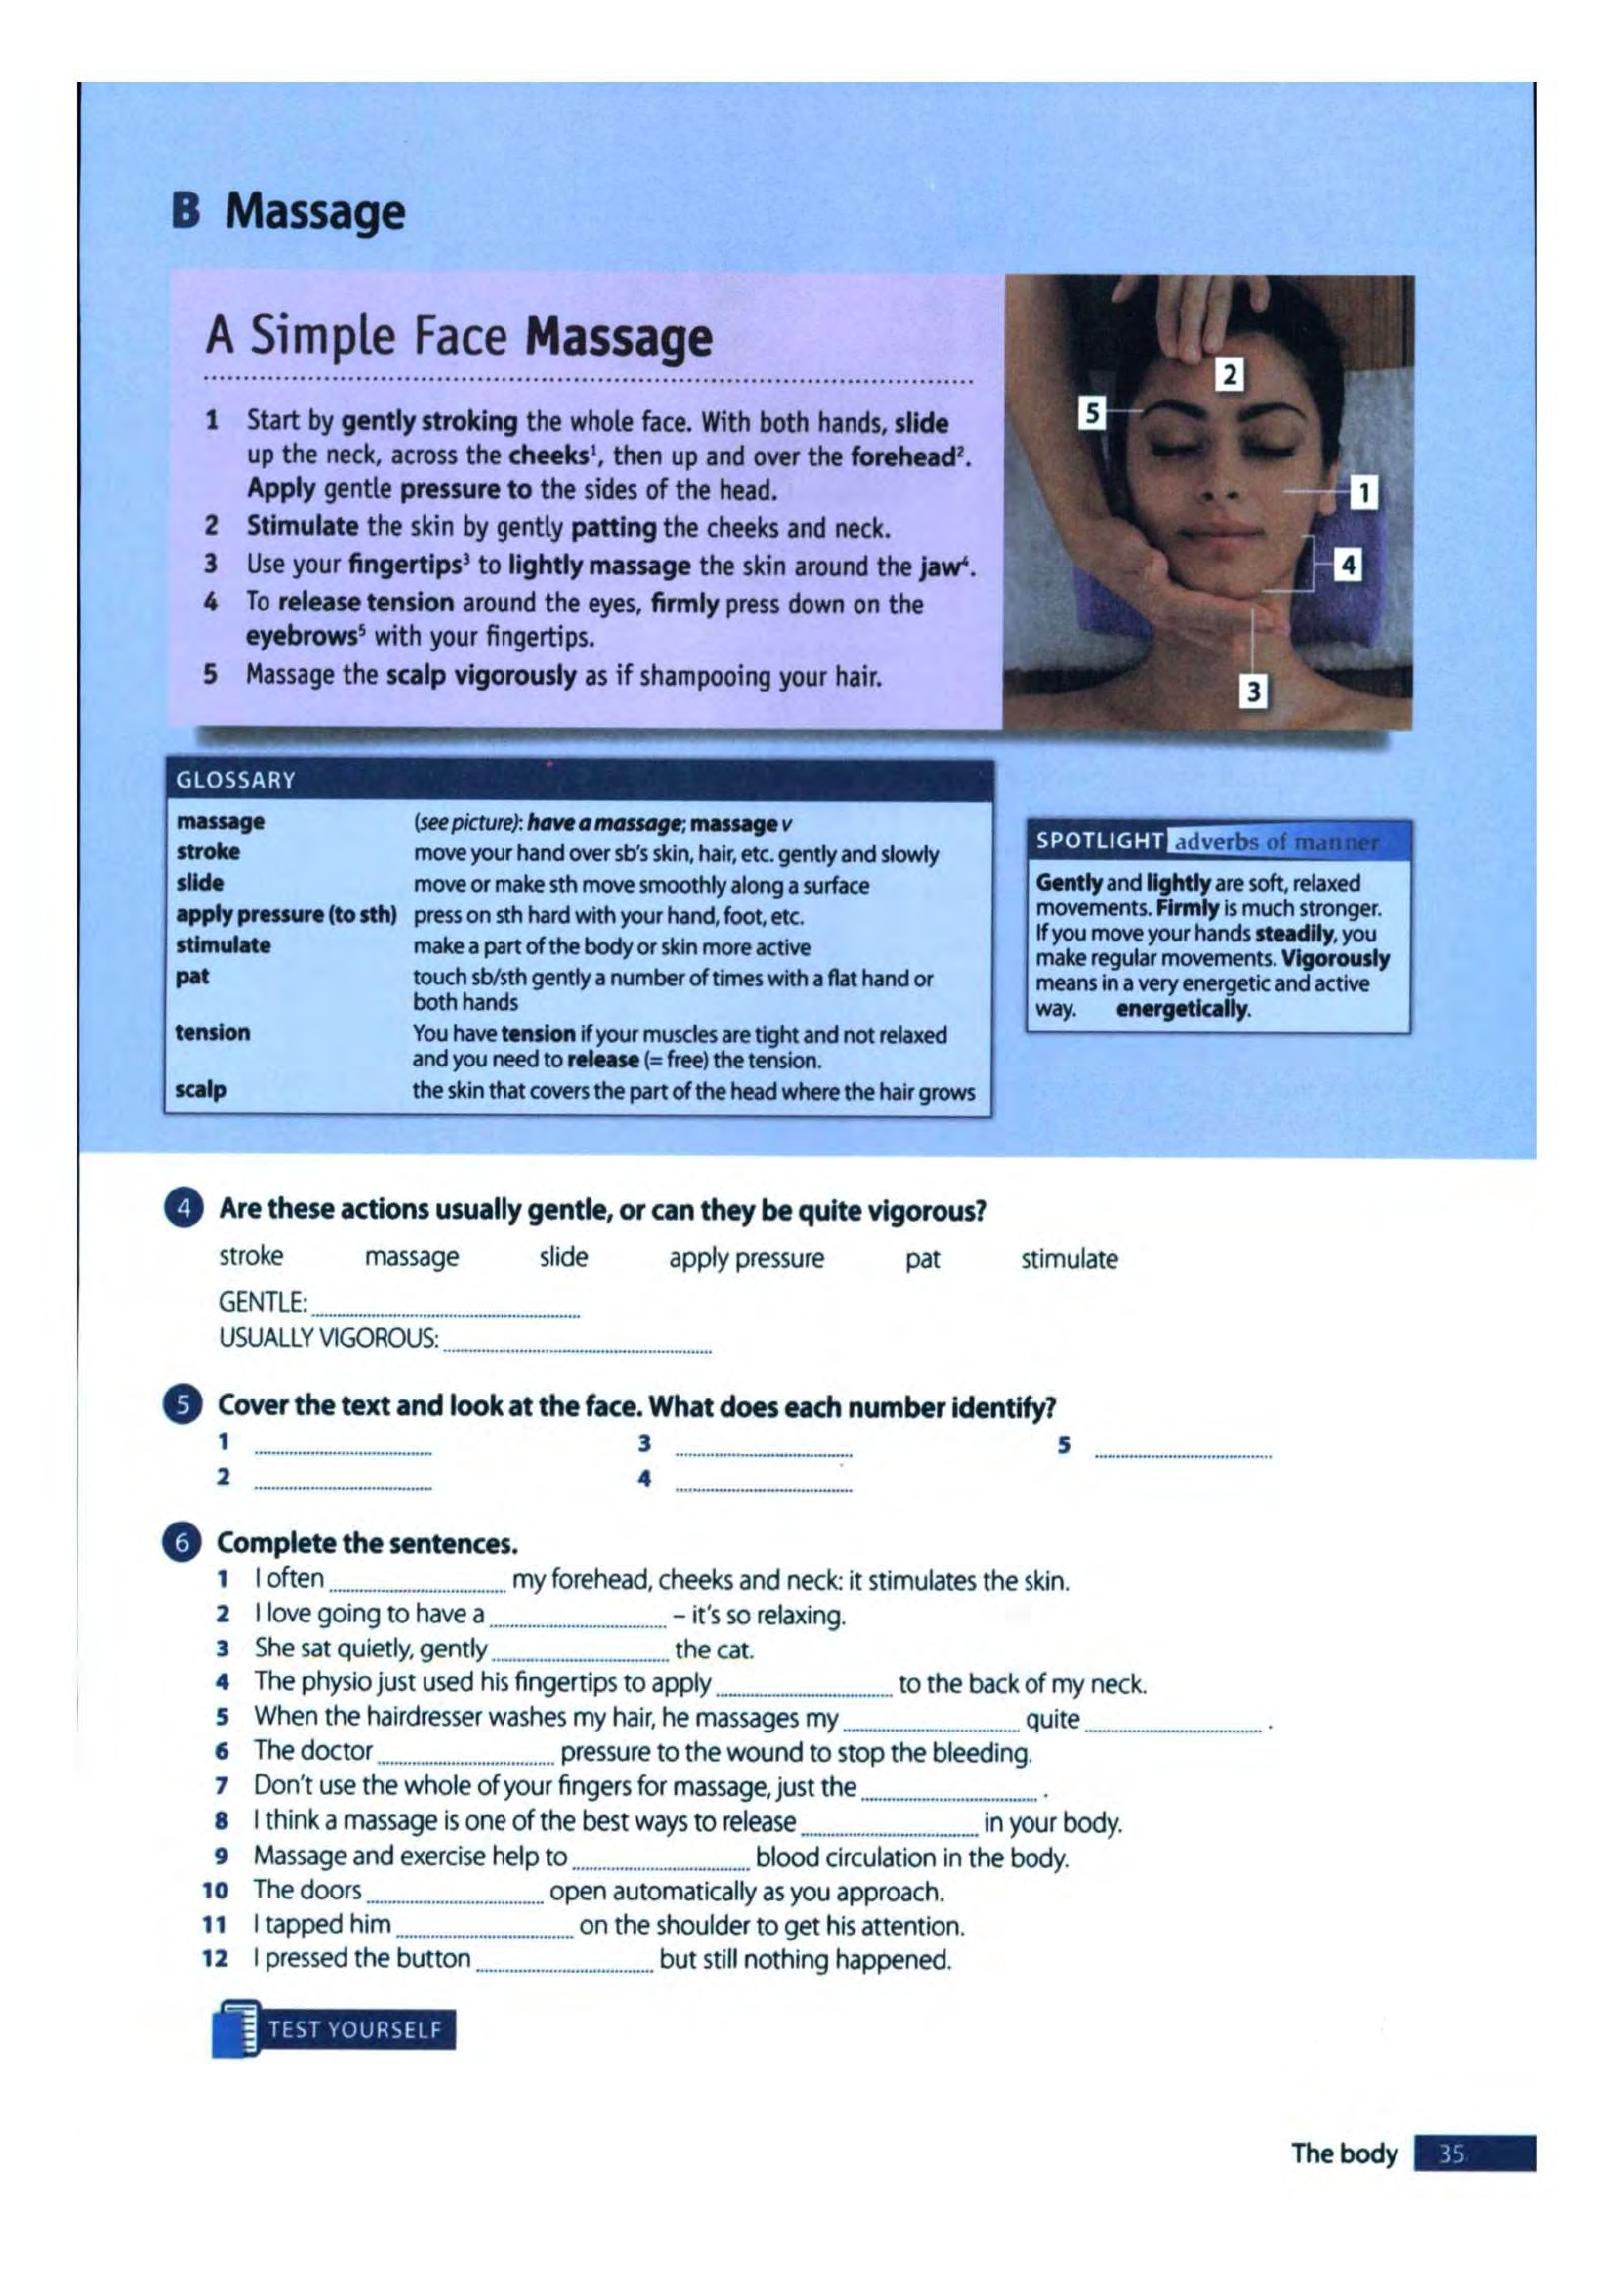 B Massage
A Simple Face Massage
1 Start by gently stroking the whole face. With both hands, slide
up the neck, across the cheeks¹, then up and over the forehead².
Apply gentle pressure to the sides of the head.
2 Stimulate the skin by gently patting the cheeks and neck.
3 Use your fingertips³ to lightly massage the skin around the jaw⁴.
4 To release tension around the eyes, firmly press down on the
eyebrows⁵ with your fingertips.
5 Massage the scalp vigorously as if shampooing your hair.
2
5
1
4
3
GLOSSARY
massage (see picture): have a massage; massage v
stroke move your hand over sb's skin, hair, etc. gently and slowly
slide move or make sth move smoothly along a surface
apply pressure (to sth) press on sth hard with your hand, foot, etc.
stimulate make a part of the body or skin more active
pat touch sb/sth gently a number of times with a flat hand or
both hands
tension You have tension if your muscles are tight and not relaxed
and you need to release (= free) the tension.
scalp the skin that covers the part of the head where the hair grows
SPOTLIGHT adverbs of manner
Gently and lightly are soft, relaxed
movements. Firmly is much stronger.
If you move your hands steadily, you
make regular movements. Vigorously
means in a very energetic and active
way. energetically.
4 Are these actions usually gentle, or can they be quite vigorous?
stroke massage slide apply pressure pat stimulate
GENTLE:
USUALLY VIGOROUS:
5 Cover the text and look at the face. What does each number identify?
1 3 5
2 4
6 Complete the sentences.
1 I often my forehead, cheeks and neck: it stimulates the skin.
2 I love going to have a – it's so relaxing.
3 She sat quietly, gently the cat.
4 The physio just used his fingertips to apply to the back of my neck.
5 When the hairdresser washes my hair, he massages my quite .
6 The doctor pressure to the wound to stop the bleeding.
7 Don't use the whole of your fingers for massage, just the .
8 I think a massage is one of the best ways to release in your body.
9 Massage and exercise help to blood circulation in the body.
10 The doors open automatically as you approach.
11 I tapped him on the shoulder to get his attention.
12 I pressed the button but still nothing happened.
TEST YOURSELF
The body 35